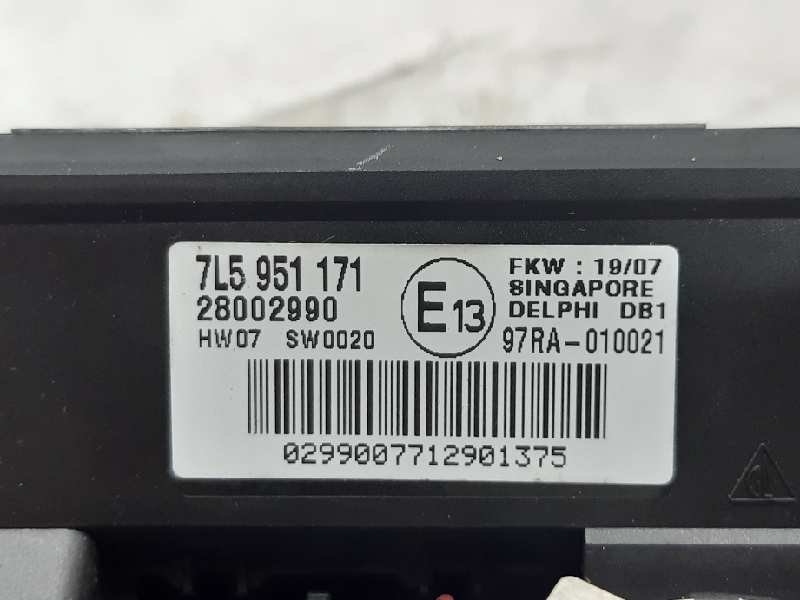 7L5 951 171
28002990
HW07 SW0020
E13
FKW : 19/07
SINGAPORE
DELPHI DB1
97RA-010021
0299007712901375